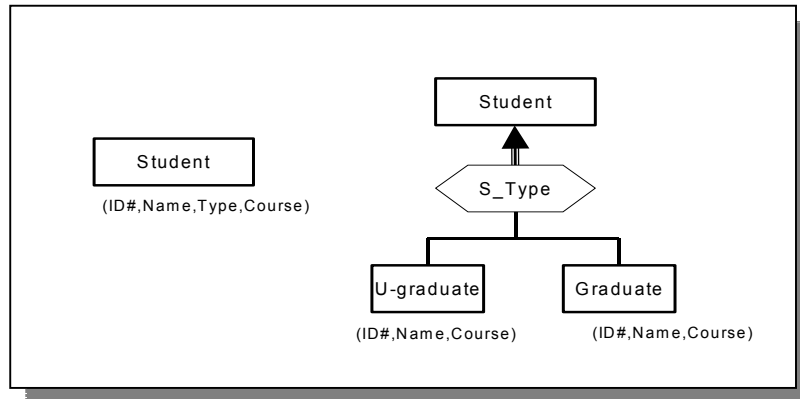 Student
(ID#,Name,Type,Course)
Student
S_Type
U-graduate
(ID#,Name,Course)
Graduate
(ID#,Name,Course)